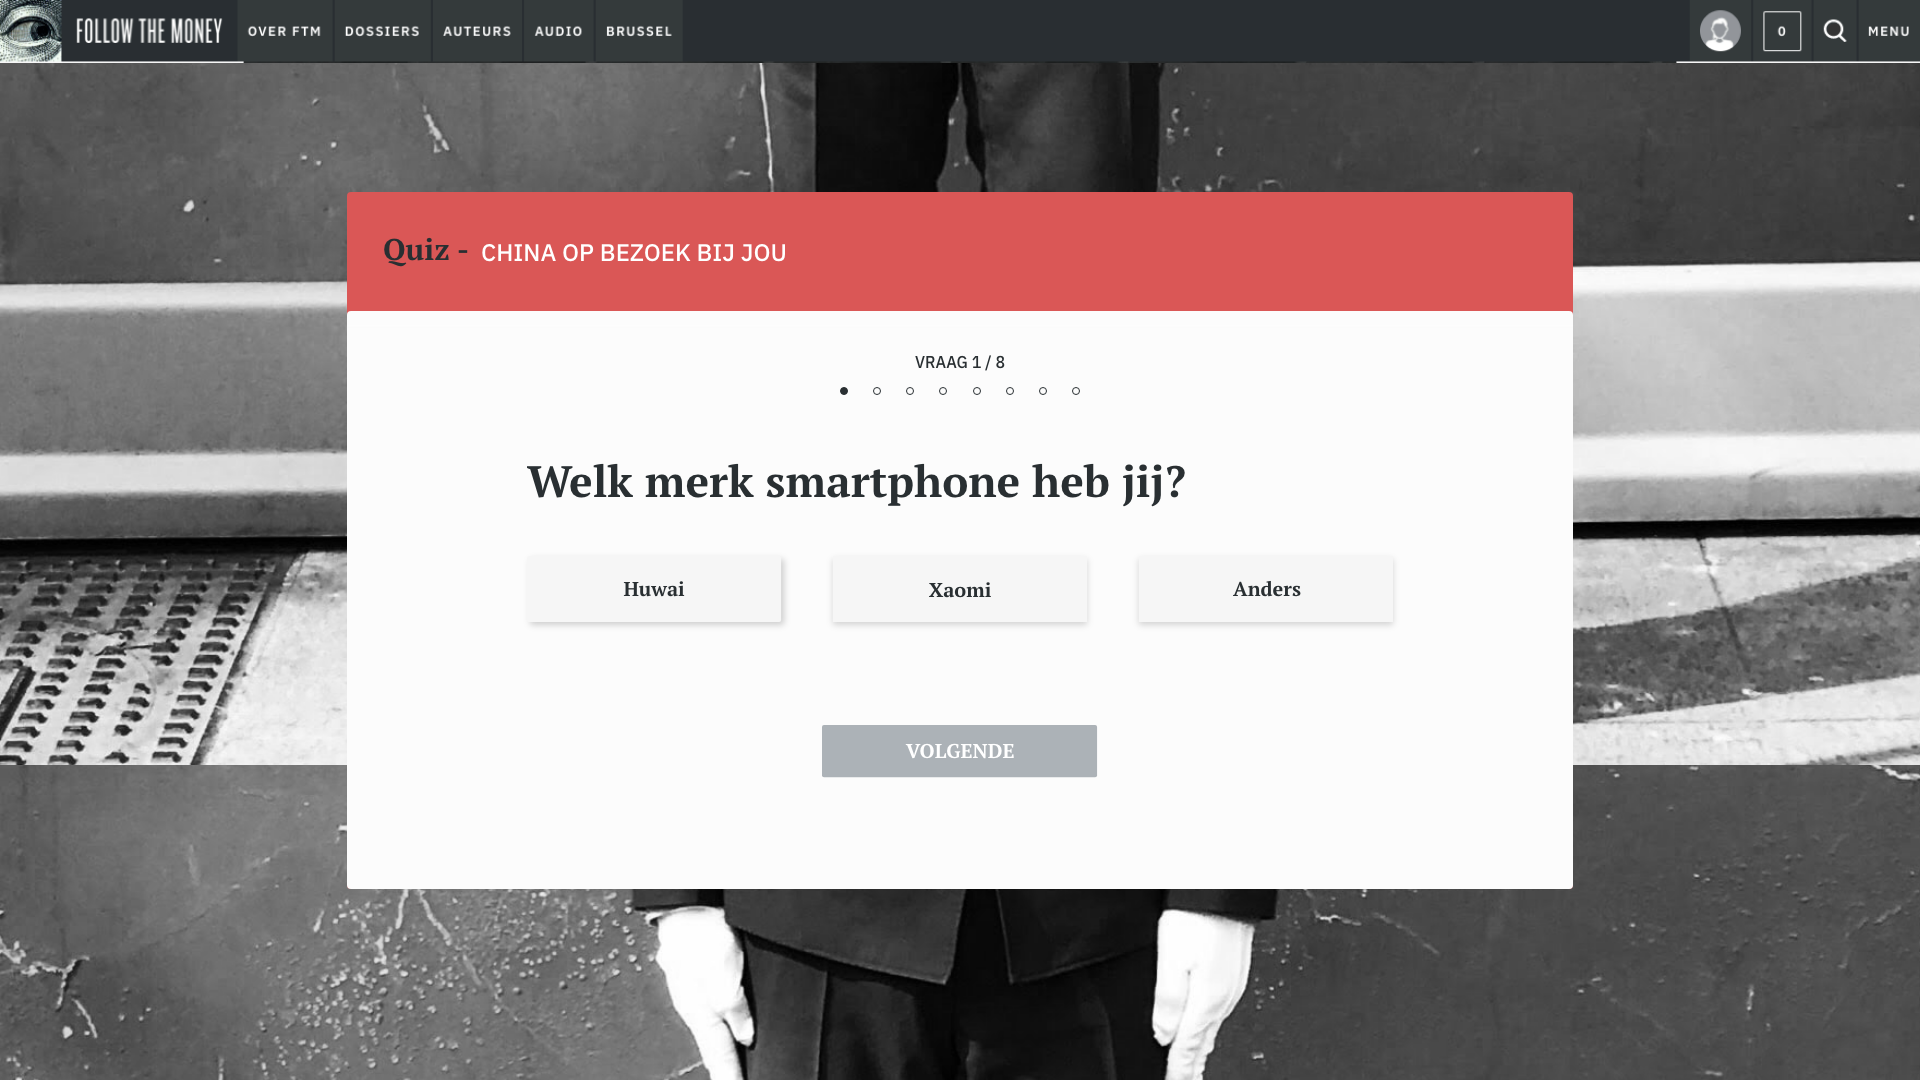 FOLLOW THE MONEY
OVER FTM
DOSSIERS
AUTEURS
AUDIO
BRUSSEL
0
MENU
Quiz - CHINA OP BEZOEK BIJ JOU
VRAAG 1 / 8
Welk merk smartphone heb jij?
Huwai
Xaomi
Anders
VOLGENDE